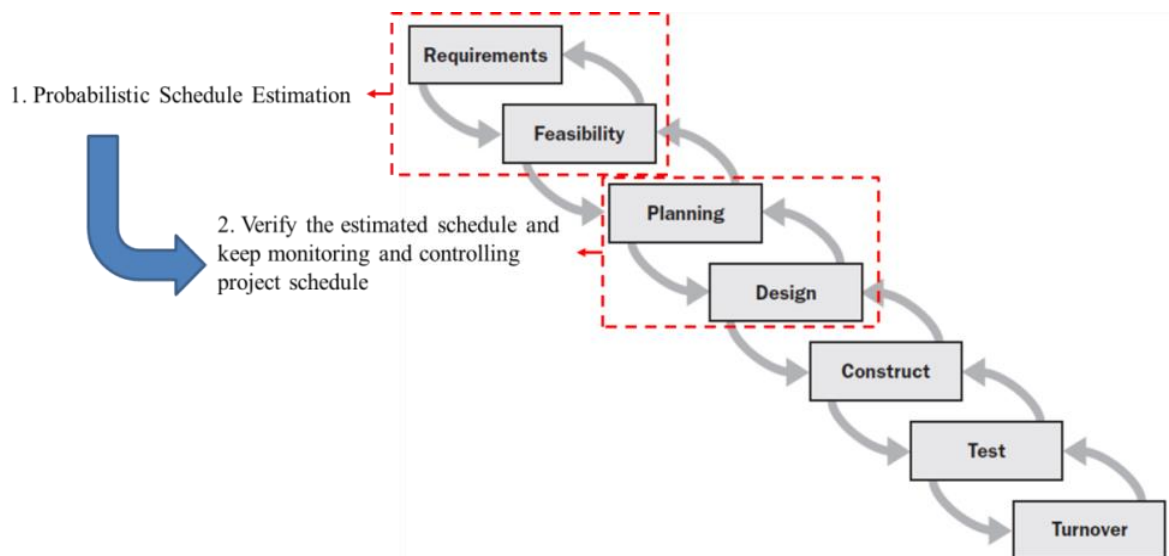 Requirements
1. Probabilistic Schedule Estimation
Feasibility
Planning
2. Verify the estimated schedule and
keep monitoring and controlling
project schedule
Design
Construct
Test
Turnover